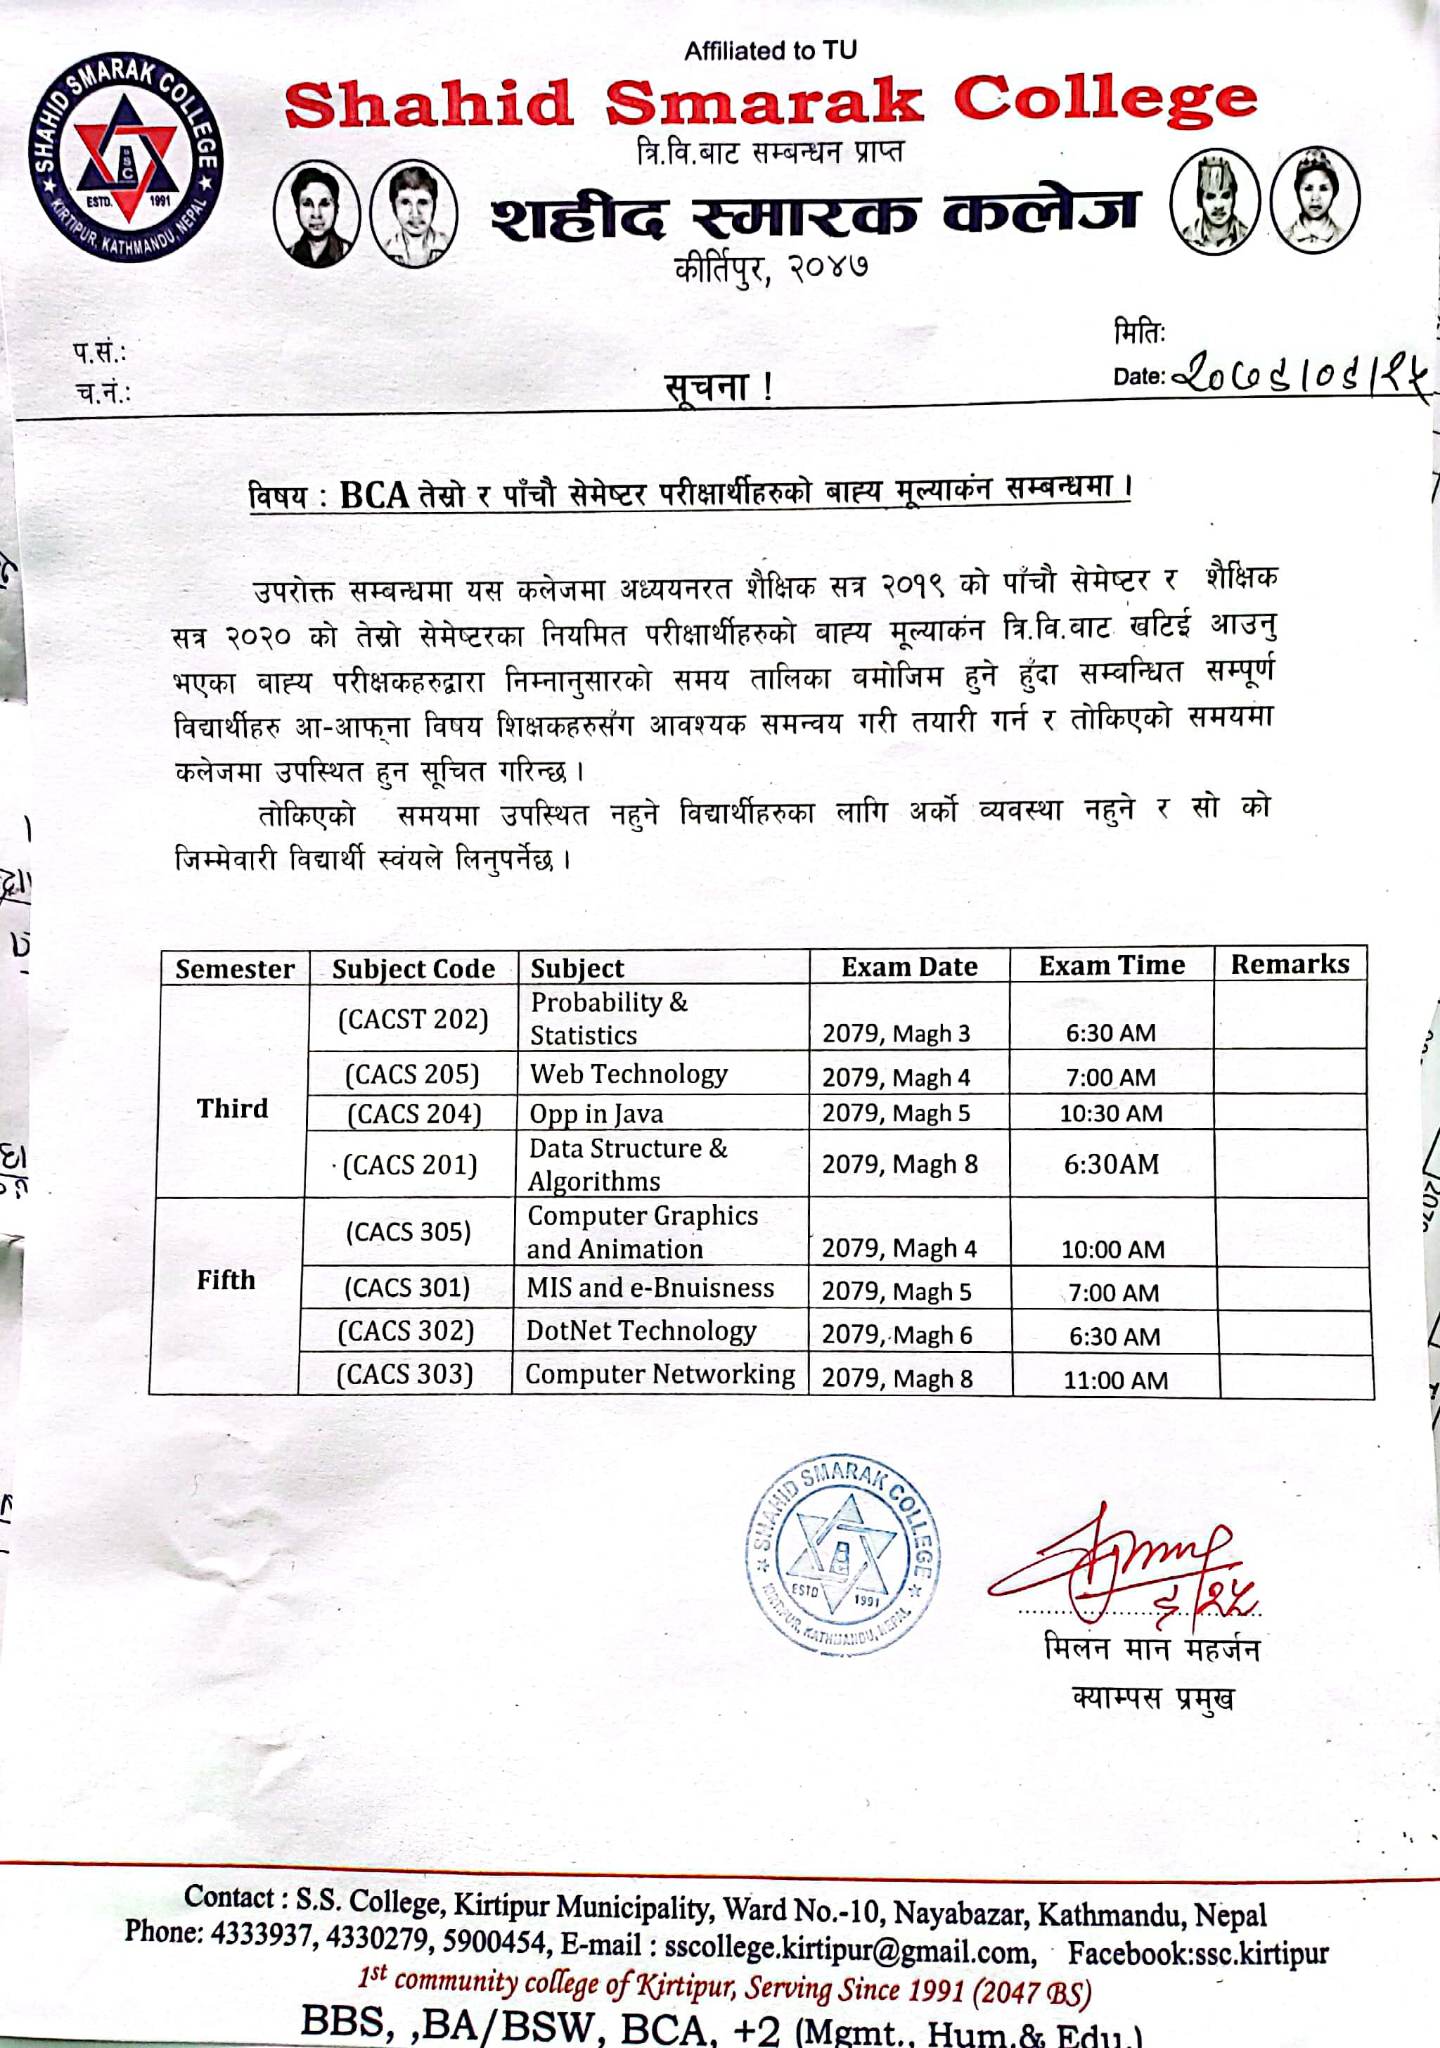 Affiliated to TU
Shahid Smarak College
त्रि.वि.बाट सम्बन्धन प्राप्त
शहीद स्मारक कलेज
कीर्तिपुर, २०४७
SHAHID SMARAK COLLEGE
SSC
ESTD. 1991
KIRTIPUR, KATHMANDU, NEPAL
प.सं.:
च.नं.:
मितिः
Date: २०७९।०९।२५
सूचना !
विषय : BCA तेस्रो र पाँचौ सेमेष्टर परीक्षार्थीहरुको बाह्य मूल्याकंन सम्बन्धमा ।
उपरोक्त सम्बन्धमा यस कलेजमा अध्ययनरत शैक्षिक सत्र २०१९ को पाँचौ सेमेष्टर र शैक्षिक
सत्र २०२० को तेस्रो सेमेष्टरका नियमित परीक्षार्थीहरुको बाह्य मूल्याकंन त्रि.वि.बाट खटिई आउनु
भएका बाह्य परीक्षकहरुद्वारा निम्नानुसारको समय तालिका वमोजिम हुने हुँदा सम्वन्धित सम्पूर्ण
विद्यार्थीहरु आ-आफ्ना विषय शिक्षकहरुसँग आवश्यक समन्वय गरी तयारी गर्न र तोकिएको समयमा
कलेजमा उपस्थित हुन सूचित गरिन्छ ।
तोकिएको समयमा उपस्थित नहुने विद्यार्थीहरुका लागि अर्को व्यवस्था नहुने र सो को
जिम्मेवारी विद्यार्थी स्वंयले लिनुपर्नेछ ।
Semester Subject Code Subject Exam Date Exam Time Remarks
Third (CACST 202) Probability & Statistics 2079, Magh 3 6:30 AM
(CACS 205) Web Technology 2079, Magh 4 7:00 AM
(CACS 204) Opp in Java 2079, Magh 5 10:30 AM
(CACS 201) Data Structure & Algorithms 2079, Magh 8 6:30AM
Fifth (CACS 305) Computer Graphics and Animation 2079, Magh 4 10:00 AM
(CACS 301) MIS and e-Bnuisness 2079, Magh 5 7:00 AM
(CACS 302) DotNet Technology 2079, Magh 6 6:30 AM
(CACS 303) Computer Networking 2079, Magh 8 11:00 AM
SHAHID SMARAK COLLEGE
ESTD 1991
KIRTIPUR, KATHMANDU, NEPAL
९/२५
मिलन मान महर्जन
क्याम्पस प्रमुख
Contact : S.S. College, Kirtipur Municipality, Ward No.-10, Nayabazar, Kathmandu, Nepal
Phone: 4333937, 4330279, 5900454, E-mail : sscollege.kirtipur@gmail.com, Facebook:ssc.kirtipur
1st community college of Kirtipur, Serving Since 1991 (2047 BS)
BBS, ,BA/BSW, BCA, +2 (Mgmt., Hum.& Edu.)